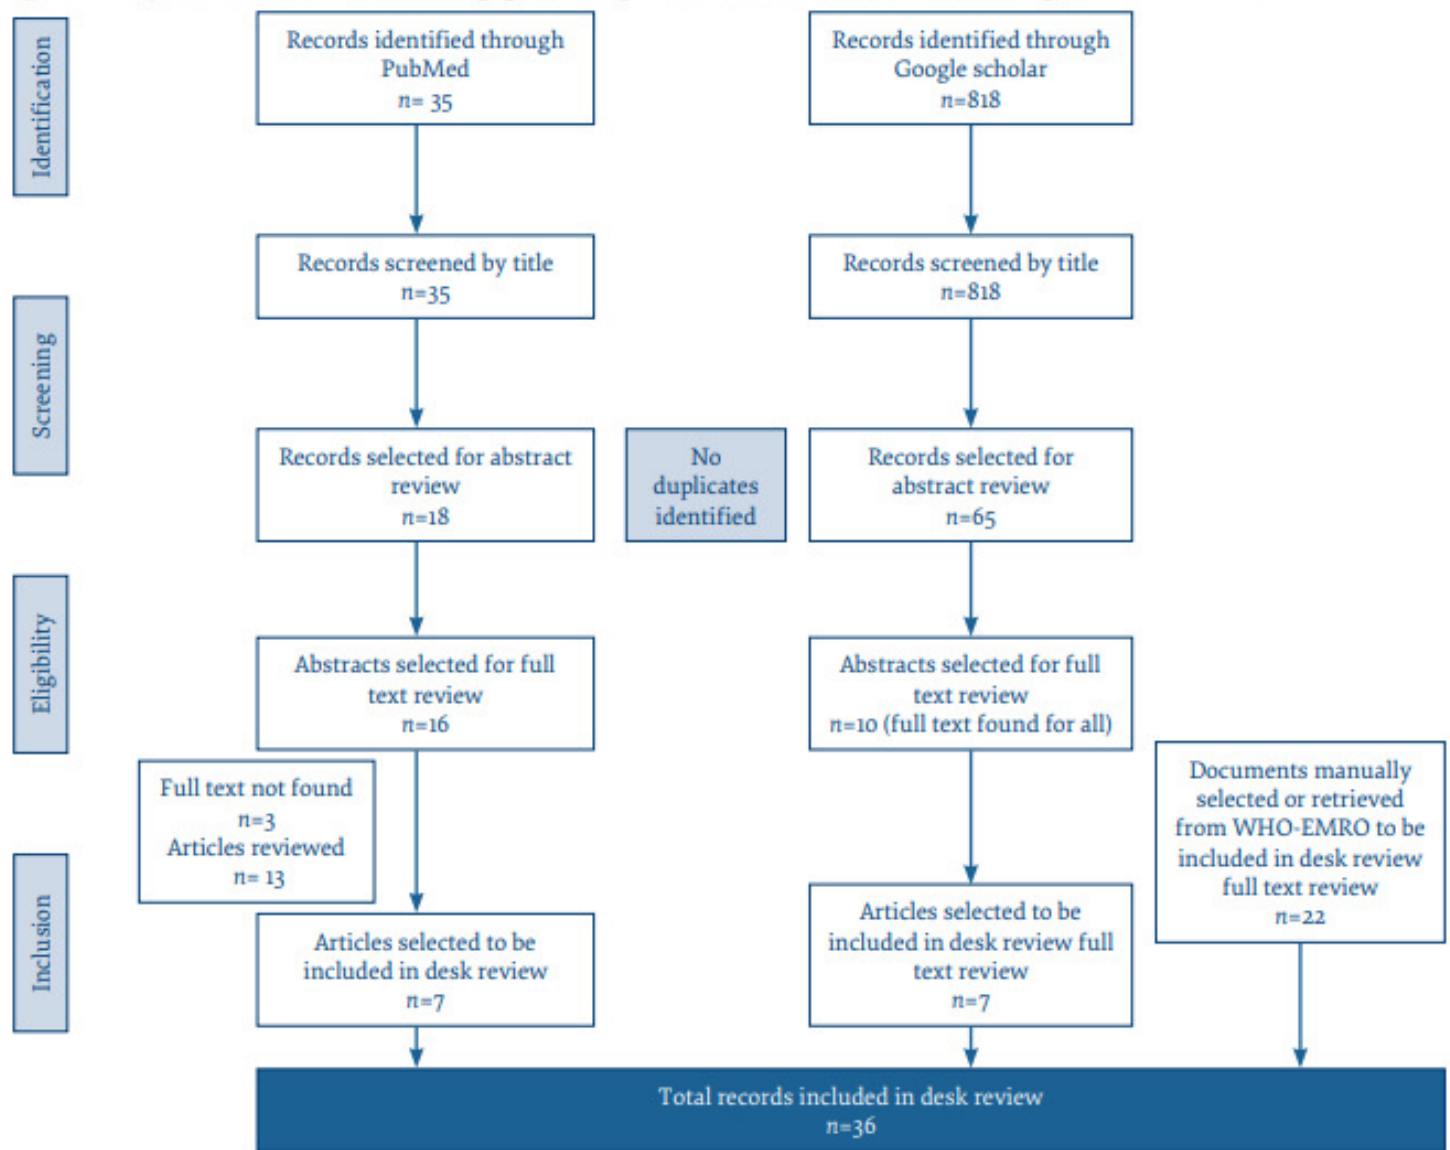 Identification
Records identified through
PubMed
n= 35
Records identified through
Google scholar
n=818
Records screened by title
n=35
Records screened by title
n=818
Screening
Records selected for abstract
review
n=18
No
duplicates
identified
Records selected for
abstract review
n=65
Eligibility
Abstracts selected for full
text review
n=16
Abstracts selected for full
text review
n=10 (full text found for all)
Full text not found
n=3
Articles reviewed
n= 13
Documents manually
selected or retrieved
from WHO-EMRO to be
included in desk review
full text review
n=22
Inclusion
Articles selected to be
included in desk review
n=7
Articles selected to be
included in desk review full
text review
n=7
Total records included in desk review
n=36